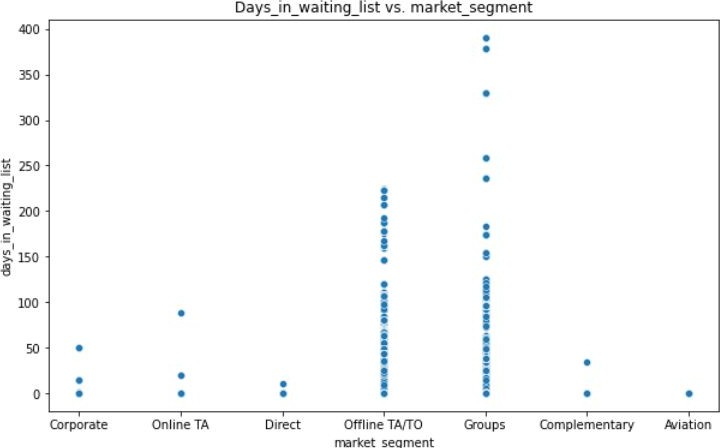 Days_in_waiting_list vs. market_segment
days_in_waiting_list
400
350
300
250
200
150
100
50
0
Corporate Online TA Direct Offline TA/TO Groups Complementary Aviation
market_segment